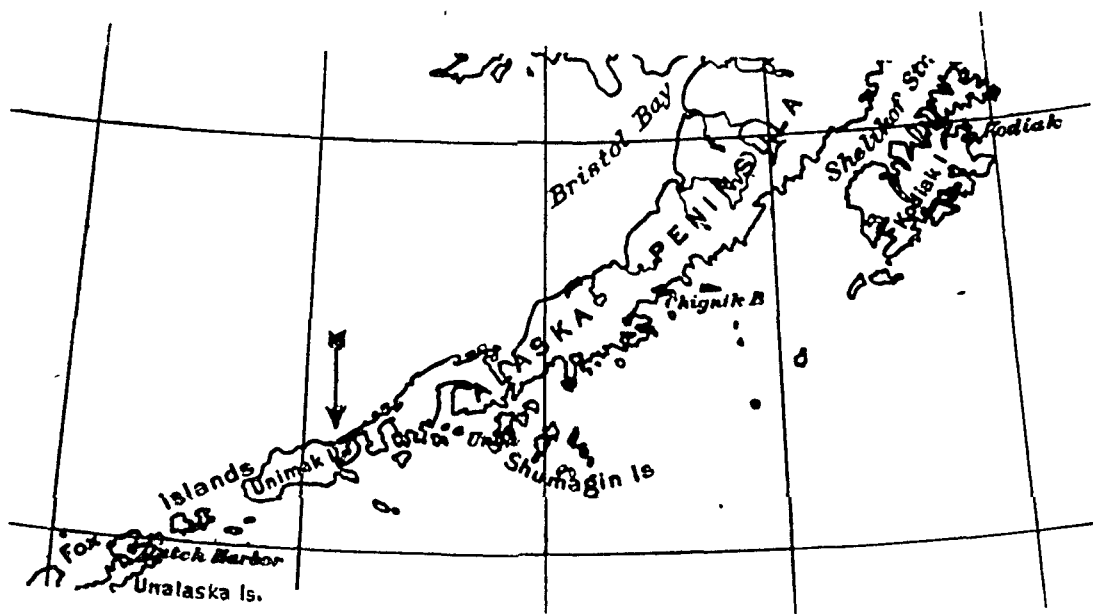 Bristol Bay
Shelikof Str.
Kodiak
Kodiak I
ALASKA PENINSULA
Chignik B
Unga
Shumagin Is
Unimak I.
Fox islands
Dutch Harbor
Unalaska Is.